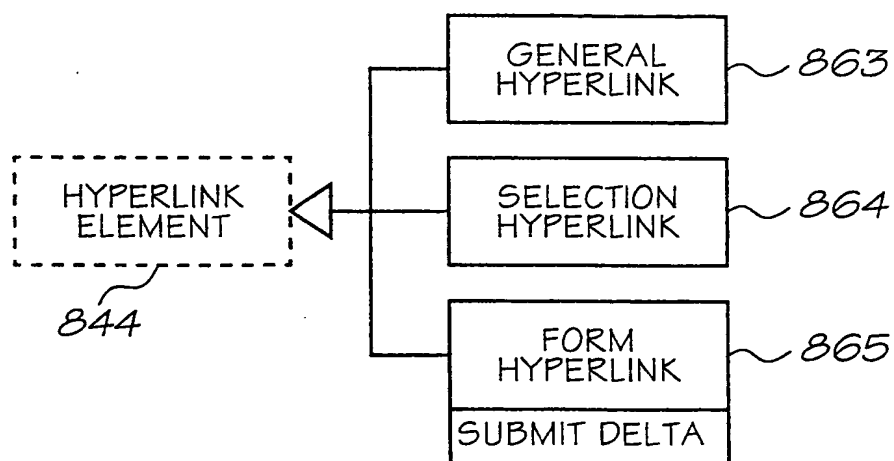 GENERAL
HYPERLINK
863
HYPERLINK
ELEMENT
844
SELECTION
HYPERLINK
864
FORM
HYPERLINK
865
SUBMIT DELTA